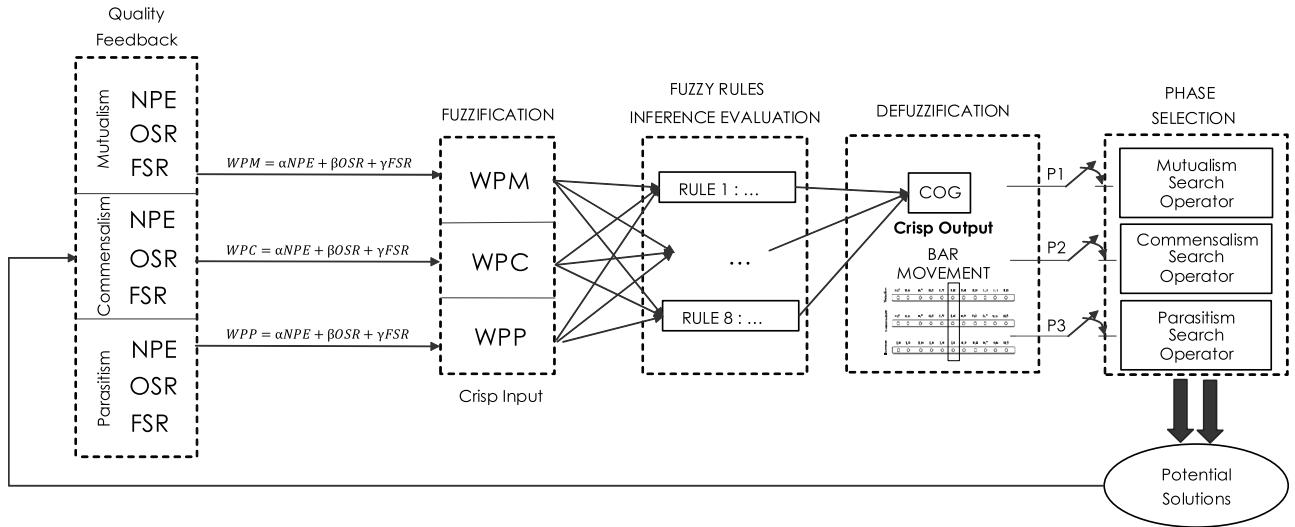 Quality
Feedback
Mutualism
NPE
OSR
FSR
Commensalism
NPE
OSR
FSR
Parasitism
NPE
OSR
FSR
WPM = αNPE + βOSR + γFSR
WPC = αNPE + βOSR + γFSR
WPP = αNPE + βOSR + γFSR
FUZZIFICATION
WPM
WPC
WPP
Crisp Input
FUZZY RULES
INFERENCE EVALUATION
RULE 1 : ...
...
RULE 8 : ...
DEFUZZIFICATION
COG
Crisp Output
BAR
MOVEMENT
P1
P2
P3
PHASE
SELECTION
Mutualism
Search
Operator
Commensalism
Search
Operator
Parasitism
Search
Operator
Potential
Solutions